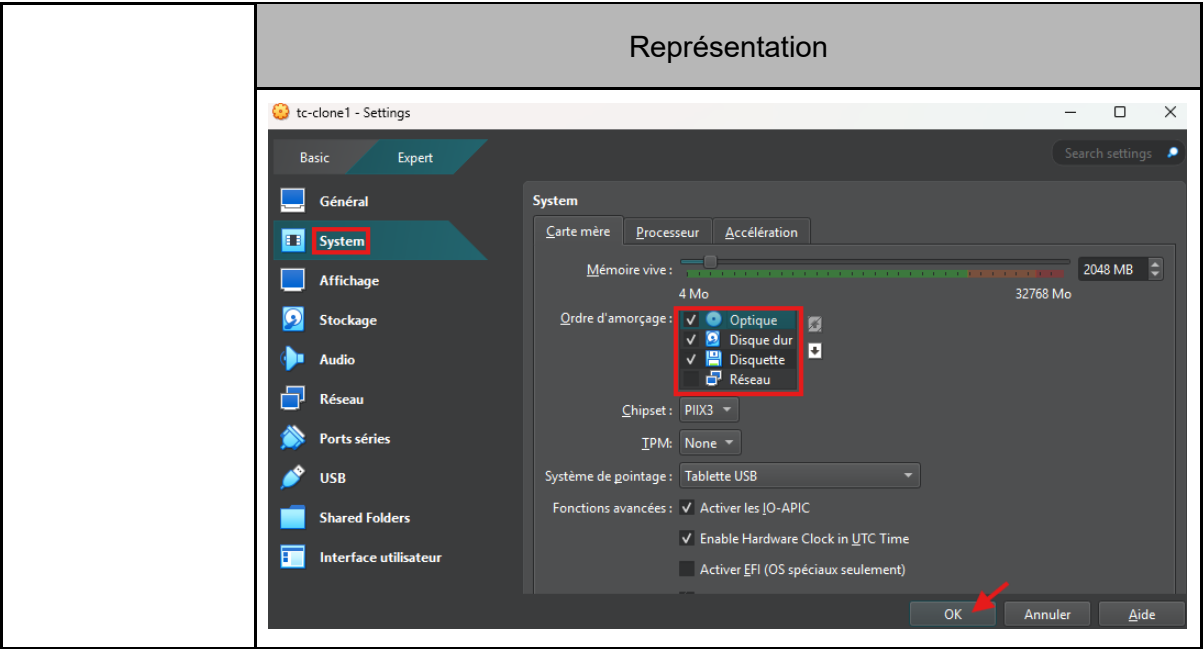 Représentation
tc-clone1 - Settings
Basic Expert Search settings
Général
System
Affichage
Stockage
Audio
Réseau
Ports séries
USB
Shared Folders
Interface utilisateur
System
Carte mère Processeur Accélération
Mémoire vive : 2048 MB
4 Mo 32768 Mo
Ordre d'amorçage : Optique
Disque dur
Disquette
Réseau
Chipset : PIIX3
TPM: None
Système de pointage : Tablette USB
Fonctions avancées : Activer les IO-APIC
Enable Hardware Clock in UTC Time
Activer EFI (OS spéciaux seulement)
OK Annuler Aide